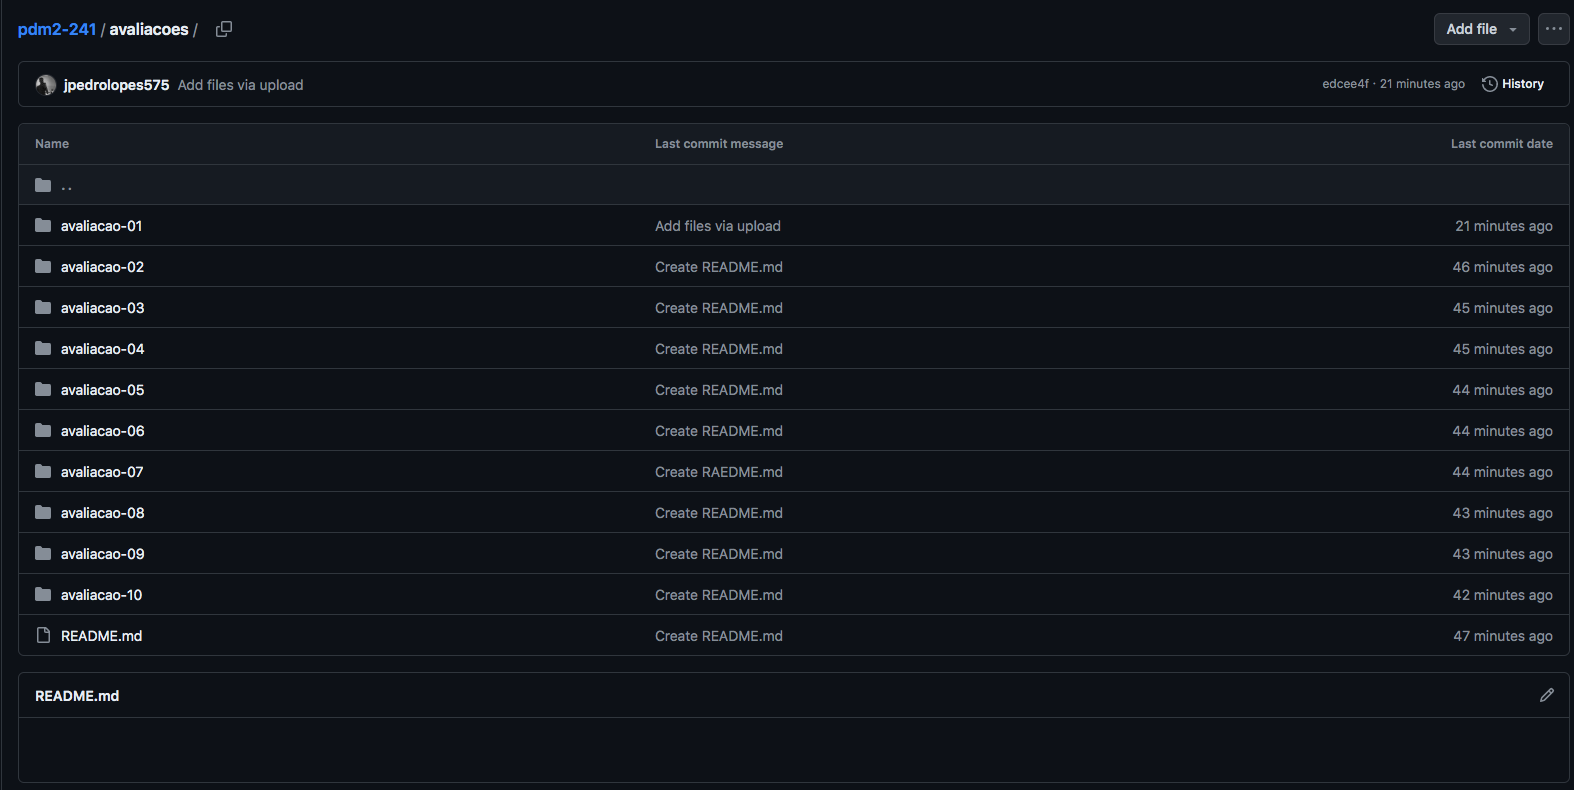 pdm2-241 / avaliacoes /
Add file
jpedrolopes575 Add files via upload
edcee4f · 21 minutes ago History
Name Last commit message Last commit date
..
avaliacao-01 Add files via upload 21 minutes ago
avaliacao-02 Create README.md 46 minutes ago
avaliacao-03 Create README.md 45 minutes ago
avaliacao-04 Create README.md 45 minutes ago
avaliacao-05 Create README.md 44 minutes ago
avaliacao-06 Create README.md 44 minutes ago
avaliacao-07 Create RAEDME.md 44 minutes ago
avaliacao-08 Create README.md 43 minutes ago
avaliacao-09 Create README.md 43 minutes ago
avaliacao-10 Create README.md 42 minutes ago
README.md Create README.md 47 minutes ago
README.md